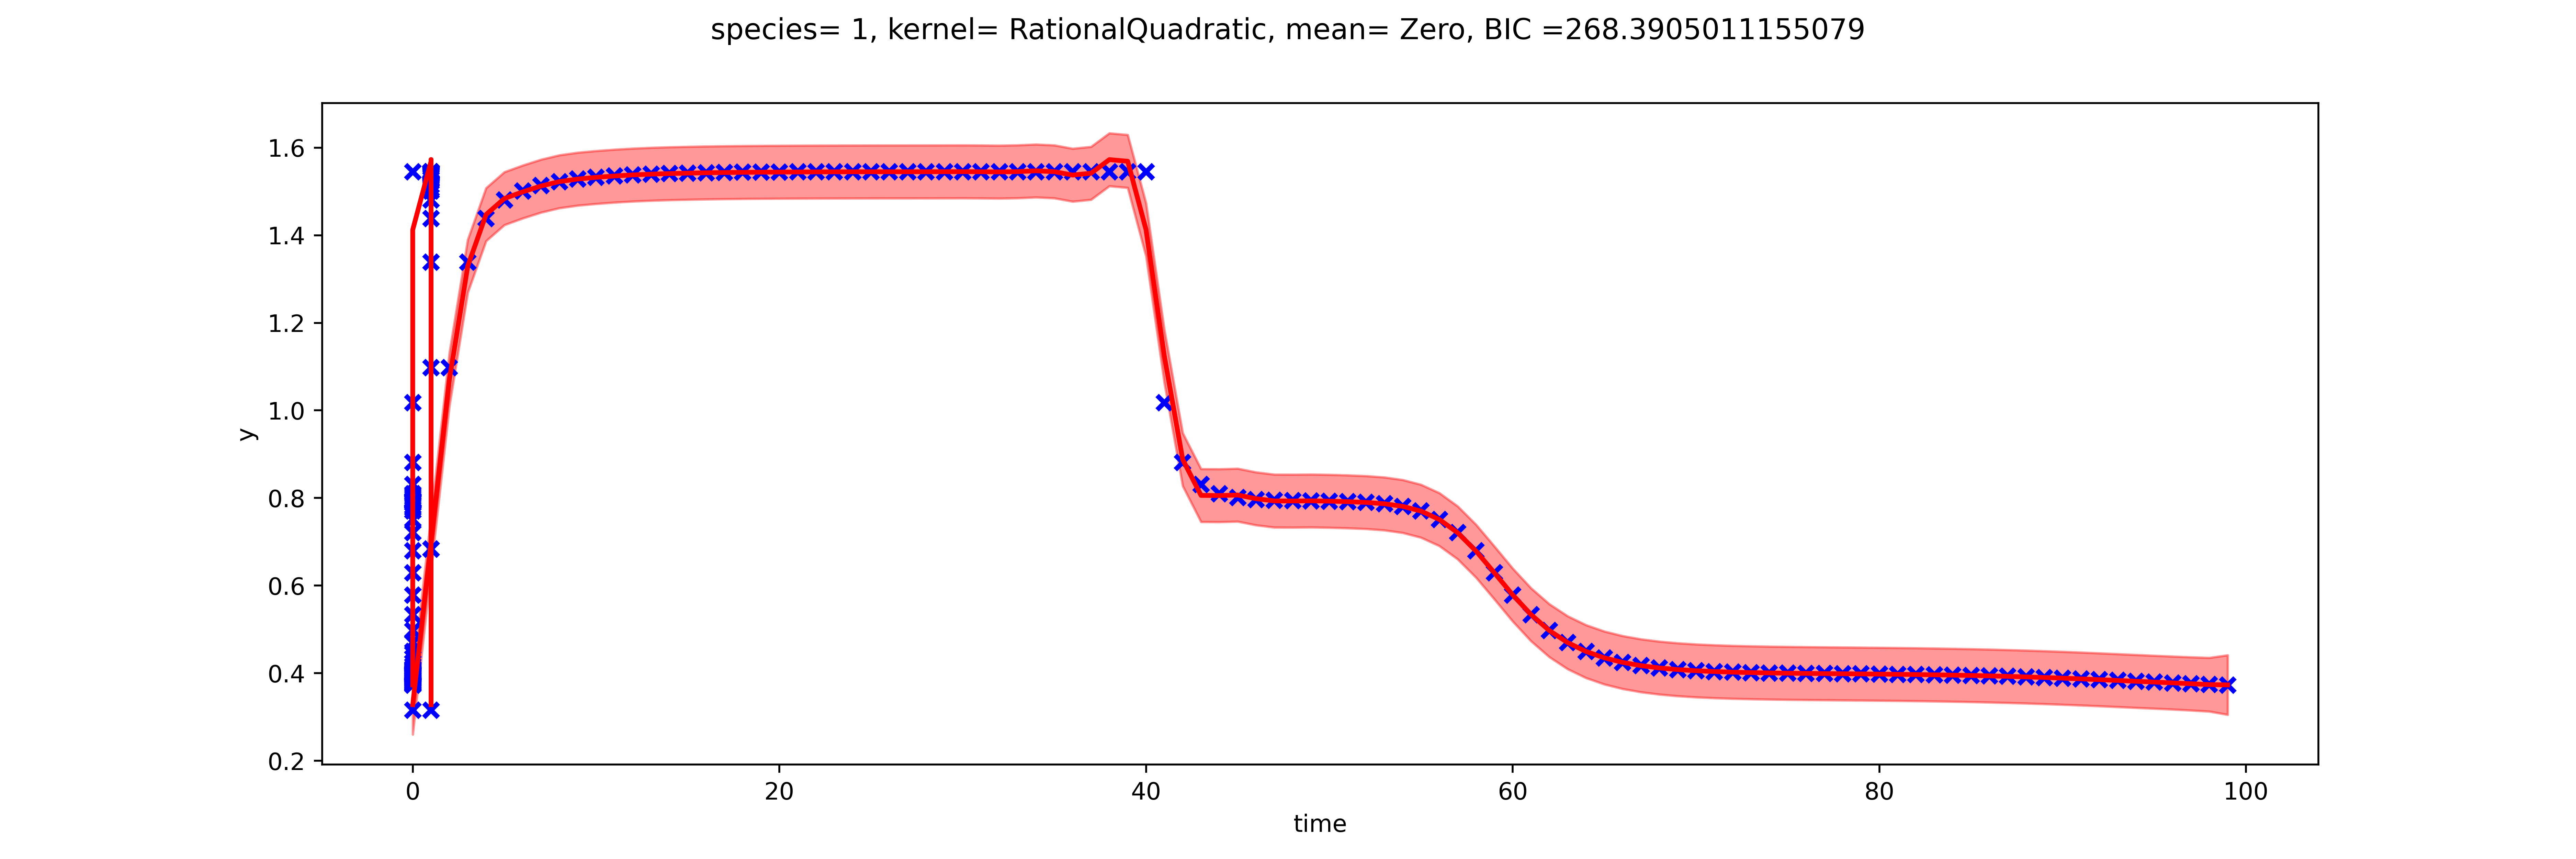 species= 1, kernel= RationalQuadratic, mean= Zero, BIC =268.3905011155079
1.6
1.4
1.2
1.0
0.8
0.6
0.4
0.2
y
0 20 40 60 80 100
time